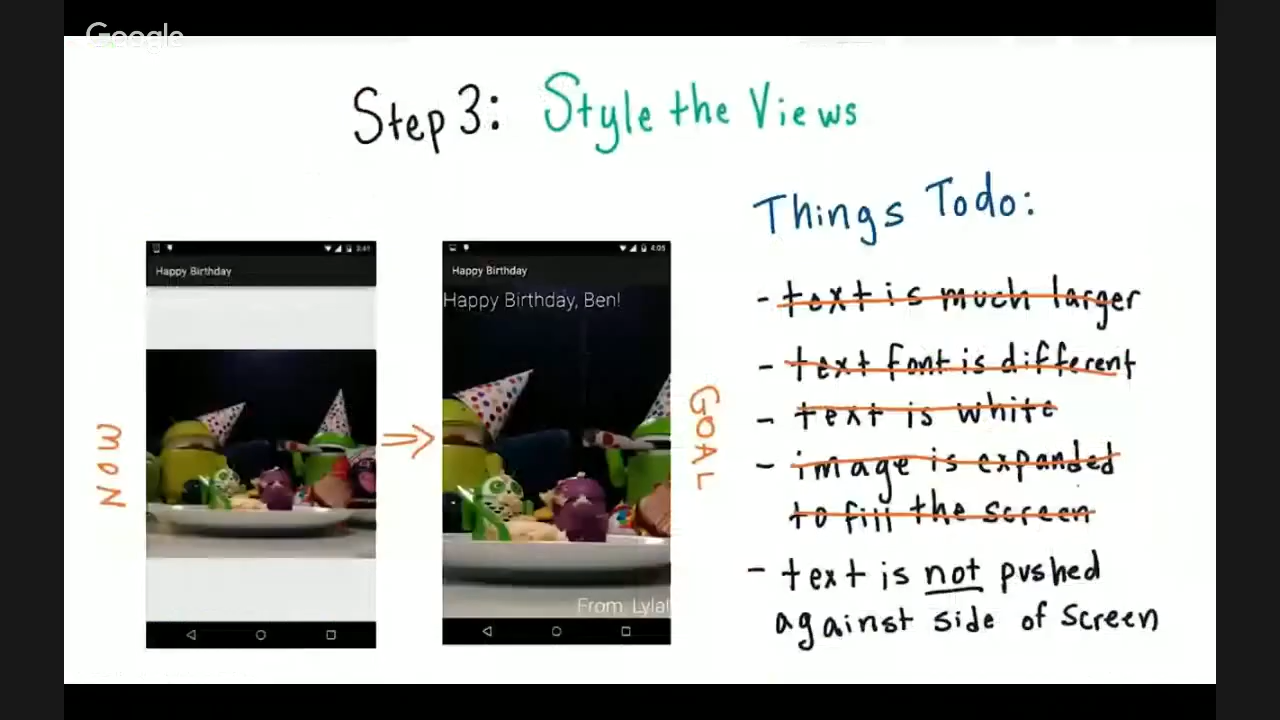 Google
Step 3: Style the Views
Things Todo:
Happy Birthday
4:05
Happy Birthday
Happy Birthday, Ben!
NOW
GOAL
From, Lyla!
- text is much larger
- text font is different
- text is white
- image is expanded
to fill the screen
- text is not pushed
against side of screen